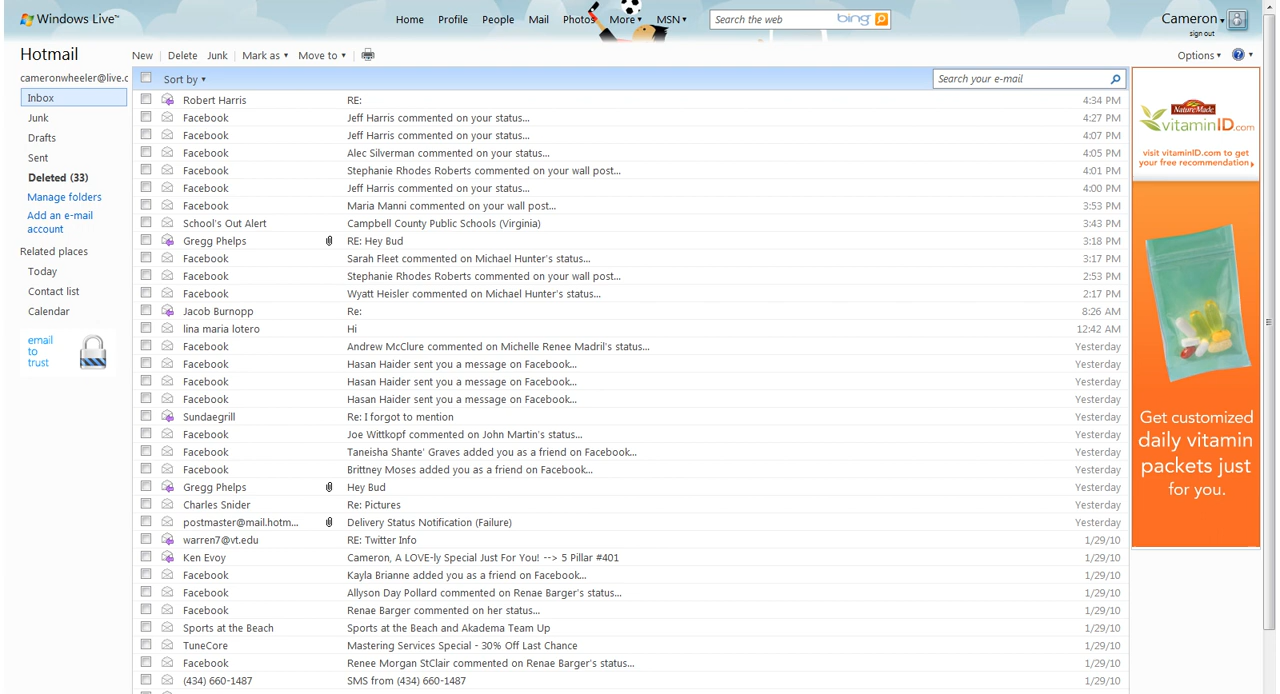 Windows Live™ Home Profile People Mail Photos More MSN Search the web bing Cameron
sign out
Hotmail
New Delete Junk Mark as Move to Options
cameronwheeler@live.c
Sort by Search your e-mail
Inbox
Junk
Drafts
Sent
Deleted (33)
Manage folders
Add an e-mail
account
Related places
Today
Contact list
Calendar
email
to
trust
Robert Harris RE: 4:34 PM
Facebook Jeff Harris commented on your status... 4:27 PM
Facebook Jeff Harris commented on your status... 4:07 PM
Facebook Alec Silverman commented on your status... 4:05 PM
Facebook Stephanie Rhodes Roberts commented on your wall post... 4:01 PM
Facebook Jeff Harris commented on your status... 4:00 PM
Facebook Maria Manni commented on your wall post... 3:53 PM
School's Out Alert Campbell County Public Schools (Virginia) 3:43 PM
Gregg Phelps RE: Hey Bud 3:18 PM
Facebook Sarah Fleet commented on Michael Hunter's status... 3:17 PM
Facebook Stephanie Rhodes Roberts commented on your wall post... 2:53 PM
Facebook Wyatt Heisler commented on Michael Hunter's status... 2:17 PM
Jacob Burnopp Re: 8:26 AM
lina maria lotero Hi 12:42 AM
Facebook Andrew McClure commented on Michelle Renee Madril's status... Yesterday
Facebook Hasan Haider sent you a message on Facebook... Yesterday
Facebook Hasan Haider sent you a message on Facebook... Yesterday
Facebook Hasan Haider sent you a message on Facebook... Yesterday
Sundaegrill Re: I forgot to mention Yesterday
Facebook Joe Wittkopf commented on John Martin's status... Yesterday
Facebook Taneisha Shante' Graves added you as a friend on Facebook... Yesterday
Facebook Brittney Moses added you as a friend on Facebook... Yesterday
Gregg Phelps Hey Bud Yesterday
Charles Snider Re: Pictures Yesterday
postmaster@mail.hotm... Delivery Status Notification (Failure) Yesterday
warren7@vt.edu RE: Twitter Info 1/29/10
Ken Evoy Cameron, A LOVE-ly Special Just For You! --> 5 Pillar #401 1/29/10
Facebook Kayla Brianne added you as a friend on Facebook... 1/29/10
Facebook Allyson Day Pollard commented on Renae Barger's status... 1/29/10
Facebook Renae Barger commented on her status... 1/29/10
Sports at the Beach Sports at the Beach and Akadema Team Up 1/29/10
TuneCore Mastering Services Special - 30% Off Last Chance 1/29/10
Facebook Renee Morgan StClair commented on Renae Barger's status... 1/29/10
(434) 660-1487 SMS from (434) 660-1487 1/29/10
NatureMade
vitaminID.com
visit vitaminID.com to get
your free recommendation
Get customized
daily vitamin
packets just
for you.